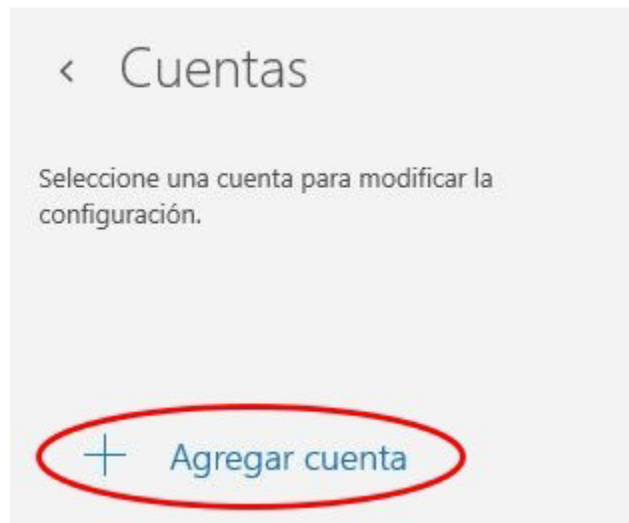 < Cuentas
Seleccione una cuenta para modificar la
configuración.
+ Agregar cuenta